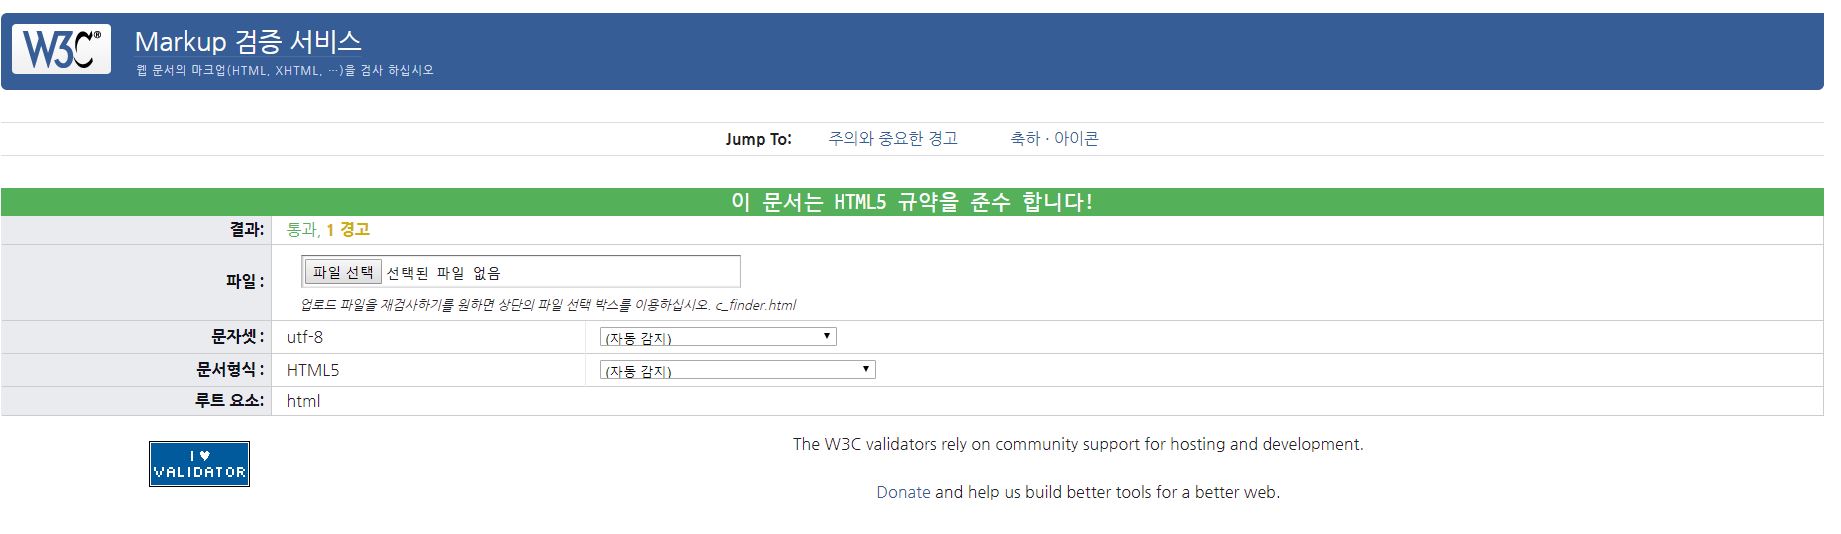 W3C®
Markup 검증 서비스
웹 문서의 마크업(HTML, XHTML, …)을 검사 하십시오
Jump To: 주의와 중요한 경고 축하 · 아이콘
이 문서는 HTML5 규약을 준수 합니다!
결과: 통과, 1 경고
파일 : 파일 선택 선택된 파일 없음
업로드 파일을 재검사하기를 원하면 상단의 파일 선택 박스를 이용하십시오. c_finder.html
문자셋 : utf-8 (자동 감지)
문서형식 : HTML5 (자동 감지)
루트 요소: html
I ♥
VALIDATOR
The W3C validators rely on community support for hosting and development.
Donate and help us build better tools for a better web.